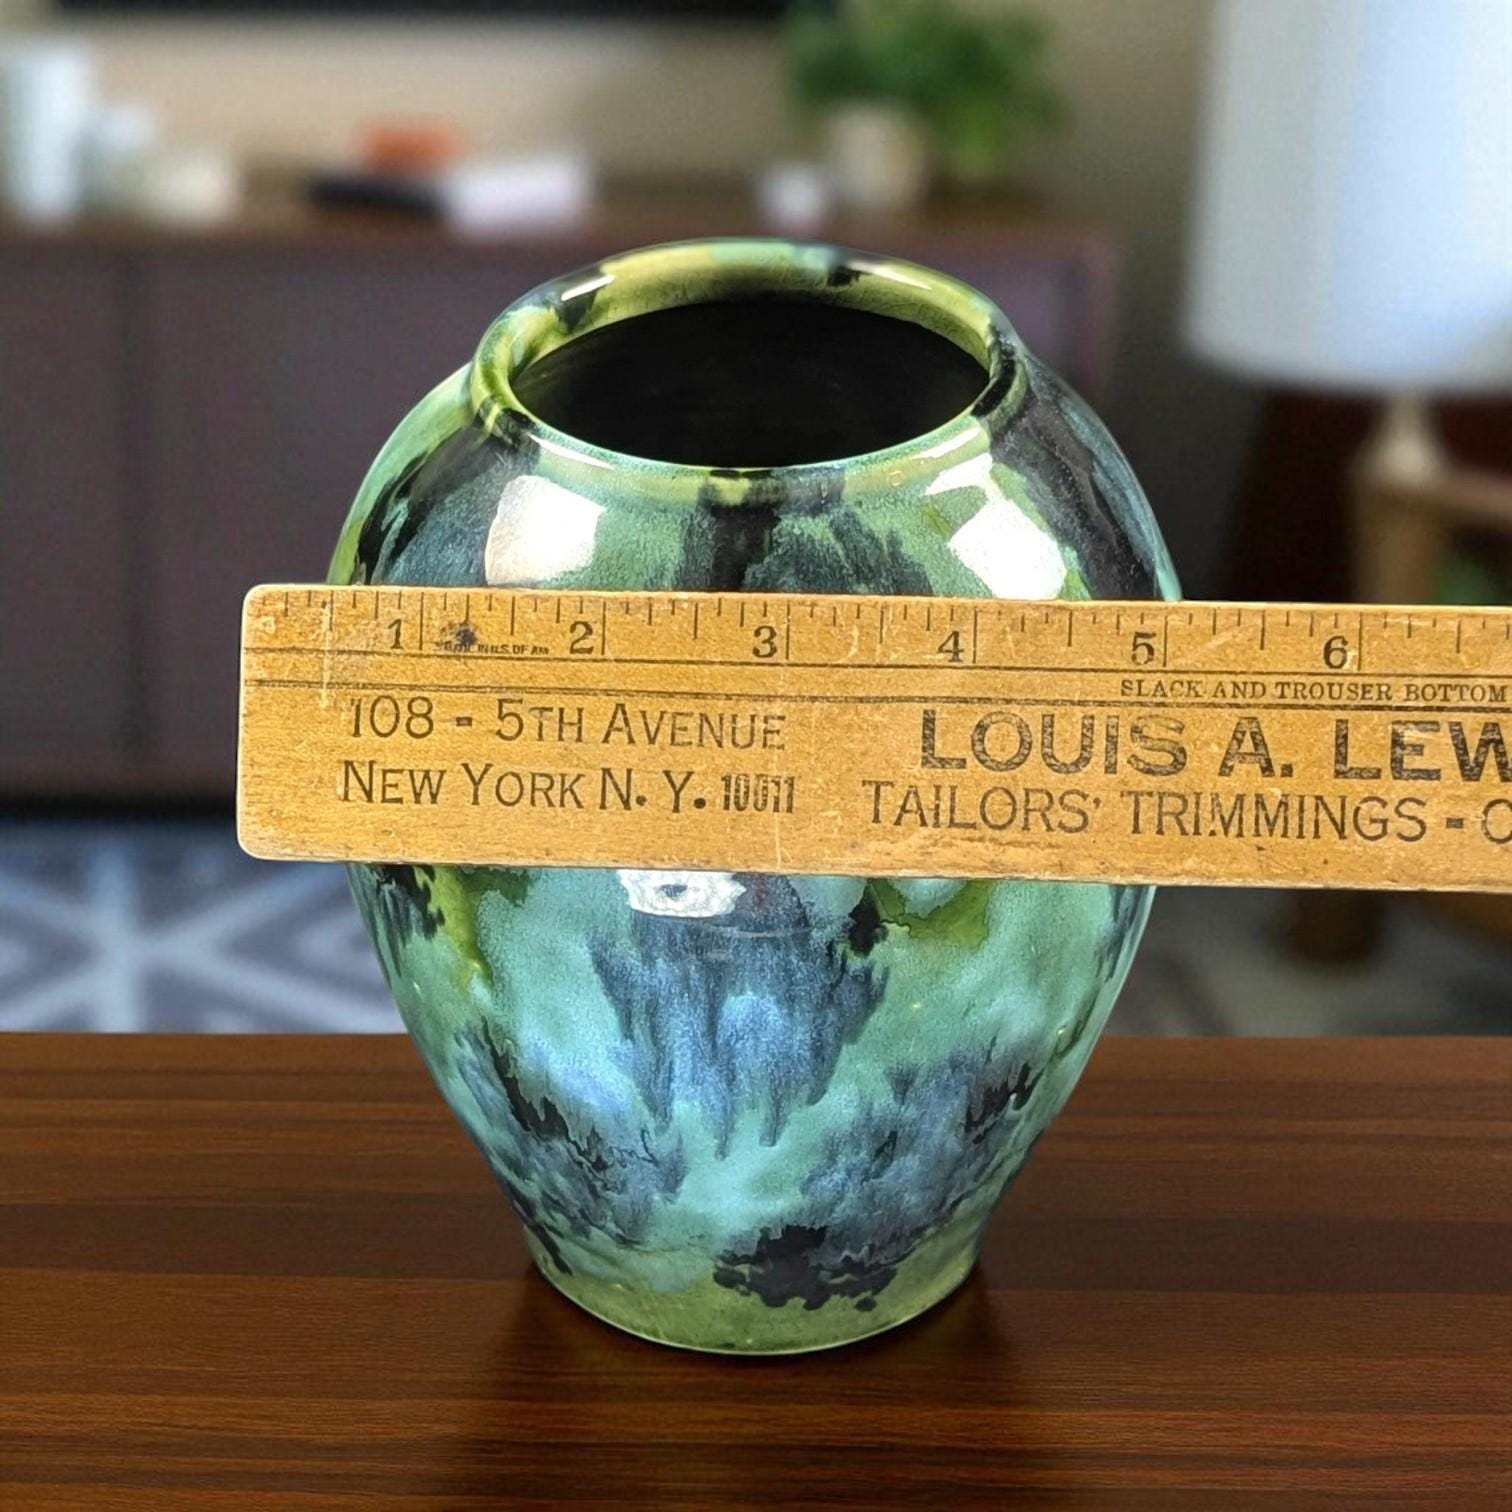 1 2 3 4 5 6
SLACK AND TROUSER BOTTOM
108 - 5TH AVENUE
NEW YORK N. Y. 10011
LOUIS A. LEW
TAILORS' TRIMMINGS -